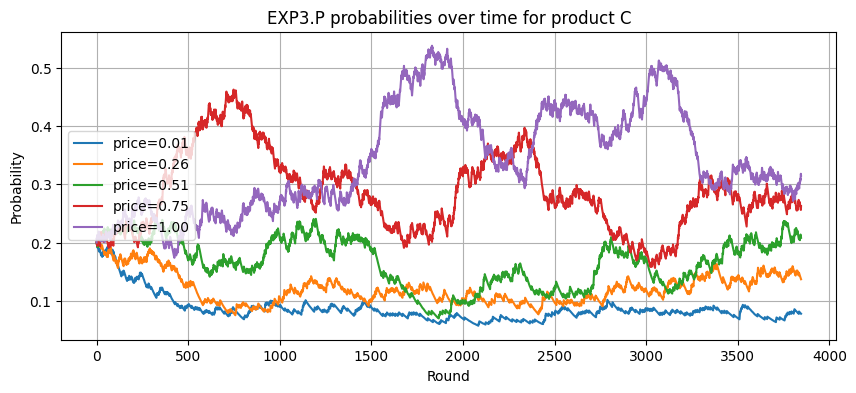 EXP3.P probabilities over time for product C
Probability
0.5
0.4
0.3
0.2
0.1
price=0.01
price=0.26
price=0.51
price=0.75
price=1.00
0 500 1000 1500 2000 2500 3000 3500 4000
Round